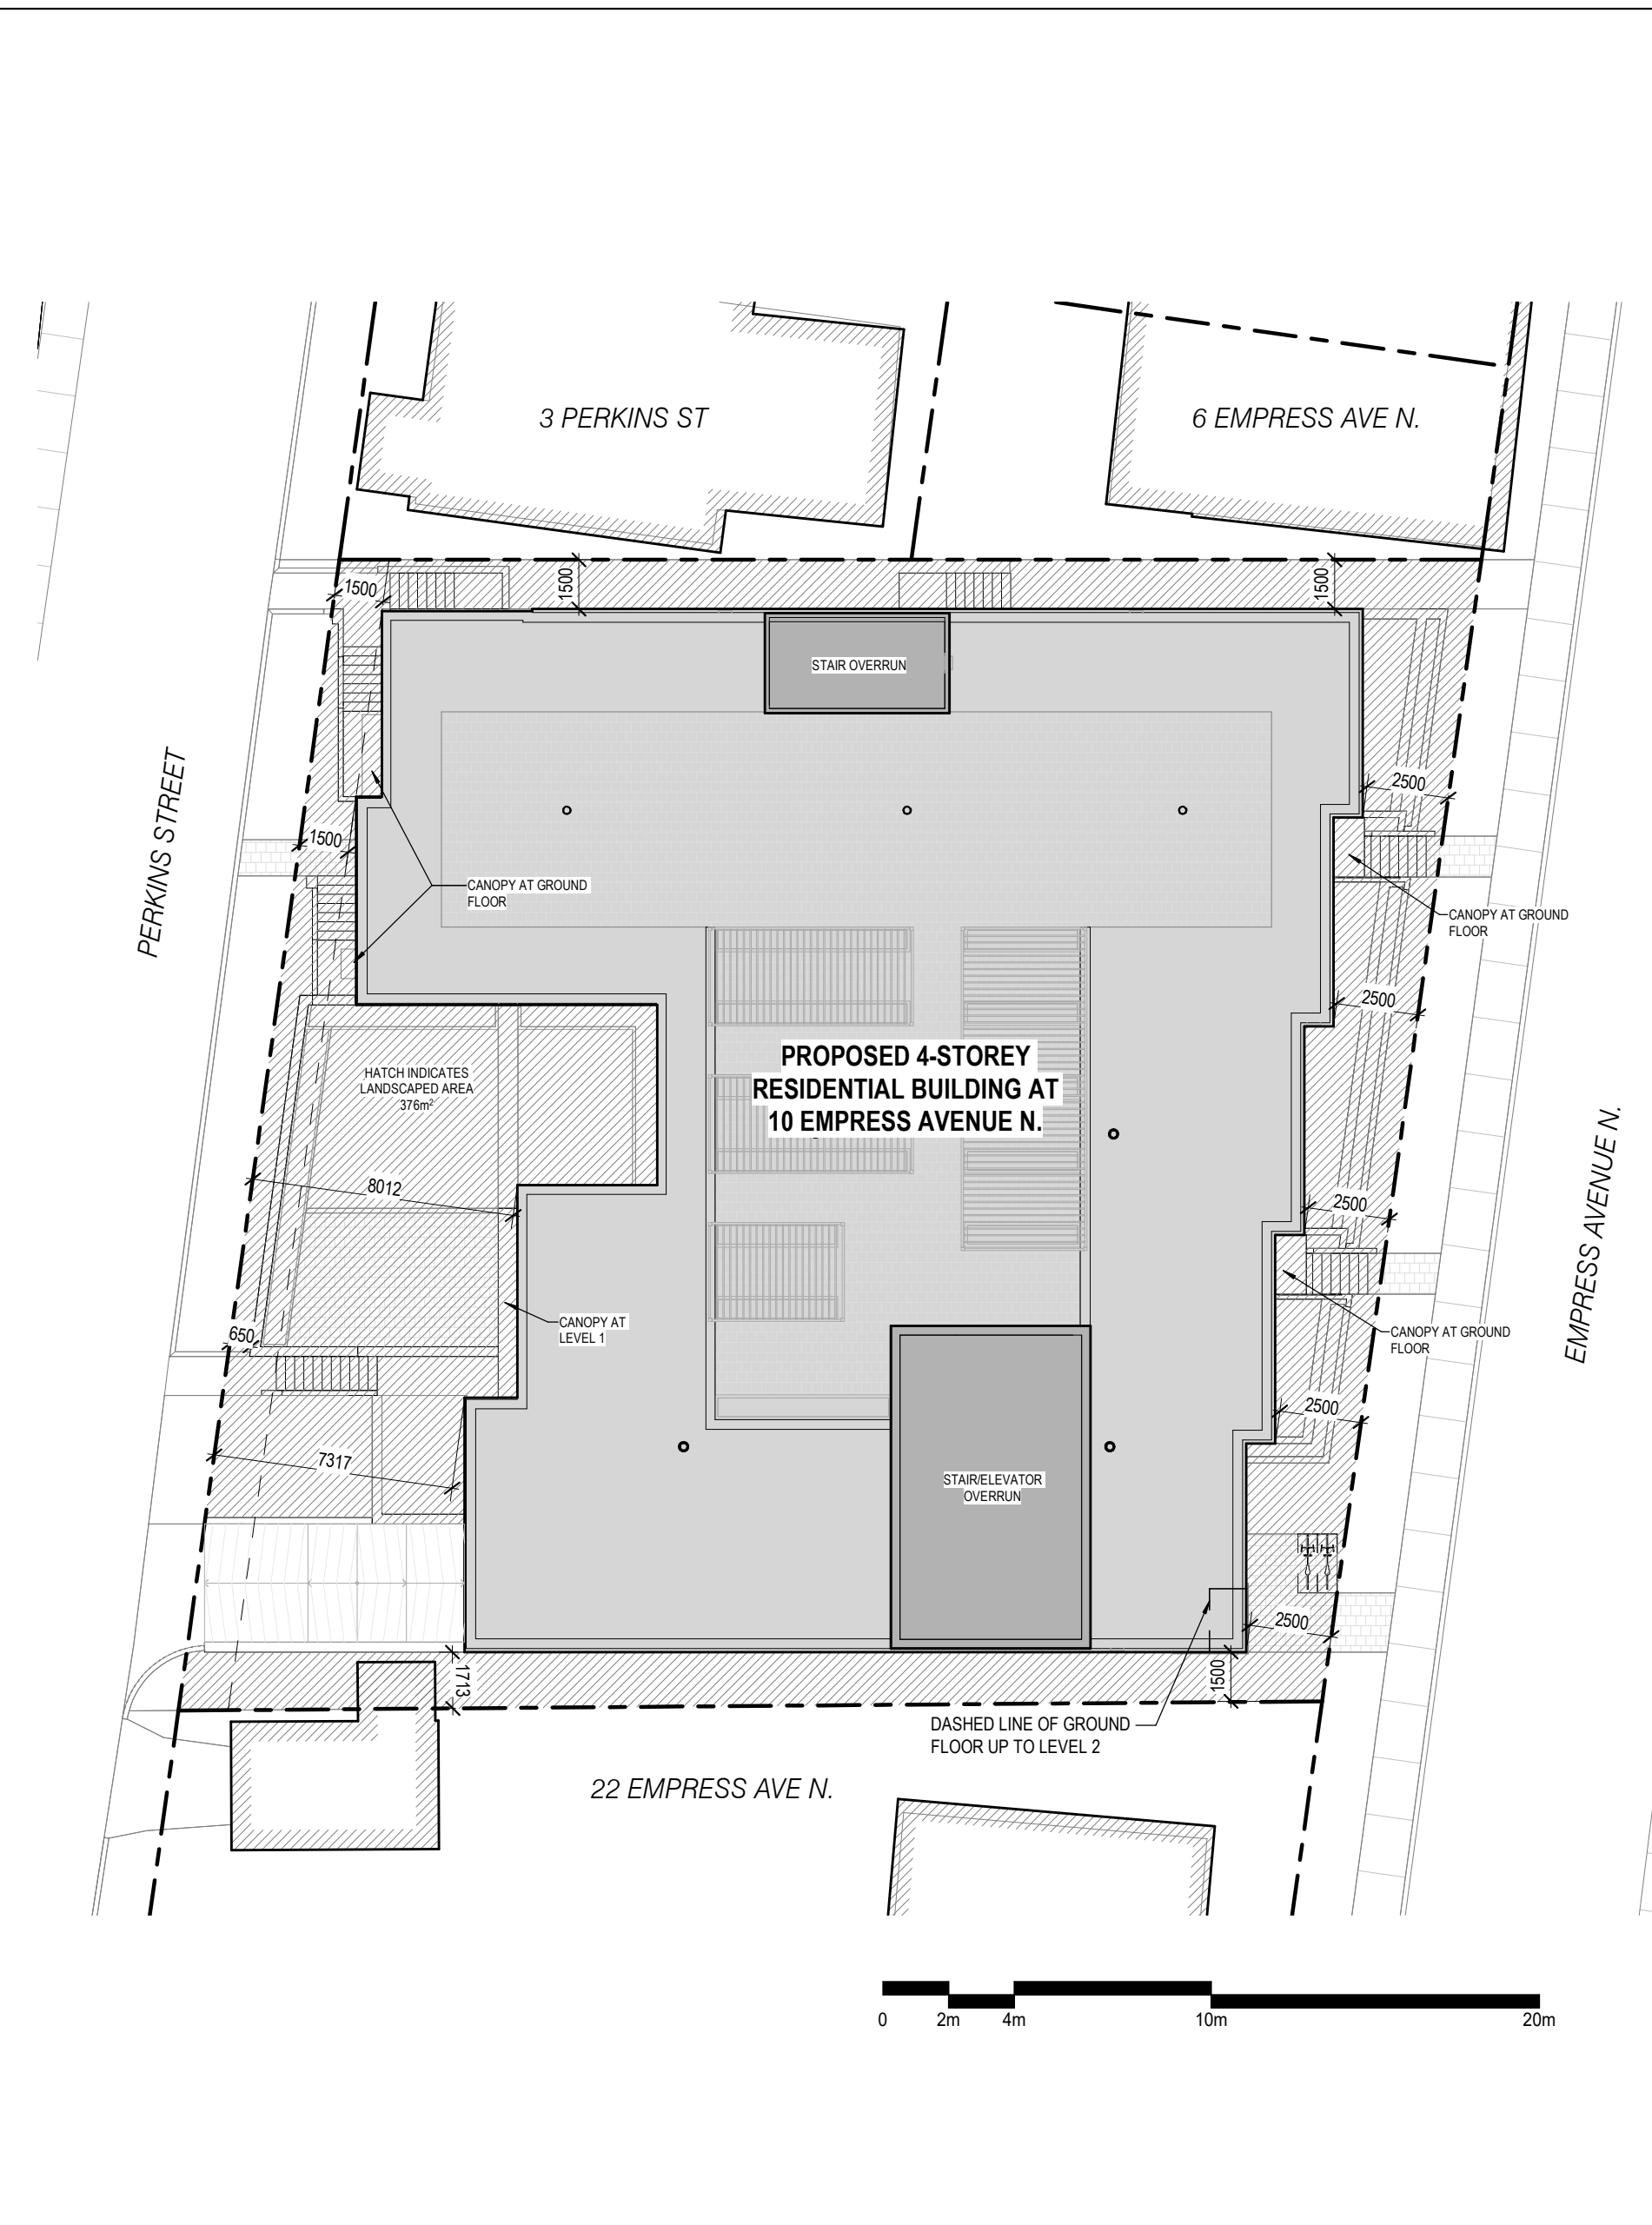 3 PERKINS ST
6 EMPRESS AVE N.
1500
1500
1500
STAIR OVERRUN
PERKINS STREET
2500
1500
CANOPY AT GROUND
FLOOR
CANOPY AT GROUND
FLOOR
2500
PROPOSED 4-STOREY
RESIDENTIAL BUILDING AT
10 EMPRESS AVENUE N.
HATCH INDICATES
LANDSCAPED AREA
376m²
8012
2500
EMPRESS AVENUE N.
CANOPY AT
LEVEL 1
650
CANOPY AT GROUND
FLOOR
2500
7317
STAIR/ELEVATOR
OVERRUN
2500
1713
1500
DASHED LINE OF GROUND
FLOOR UP TO LEVEL 2
22 EMPRESS AVE N.
0 2m 4m 10m 20m